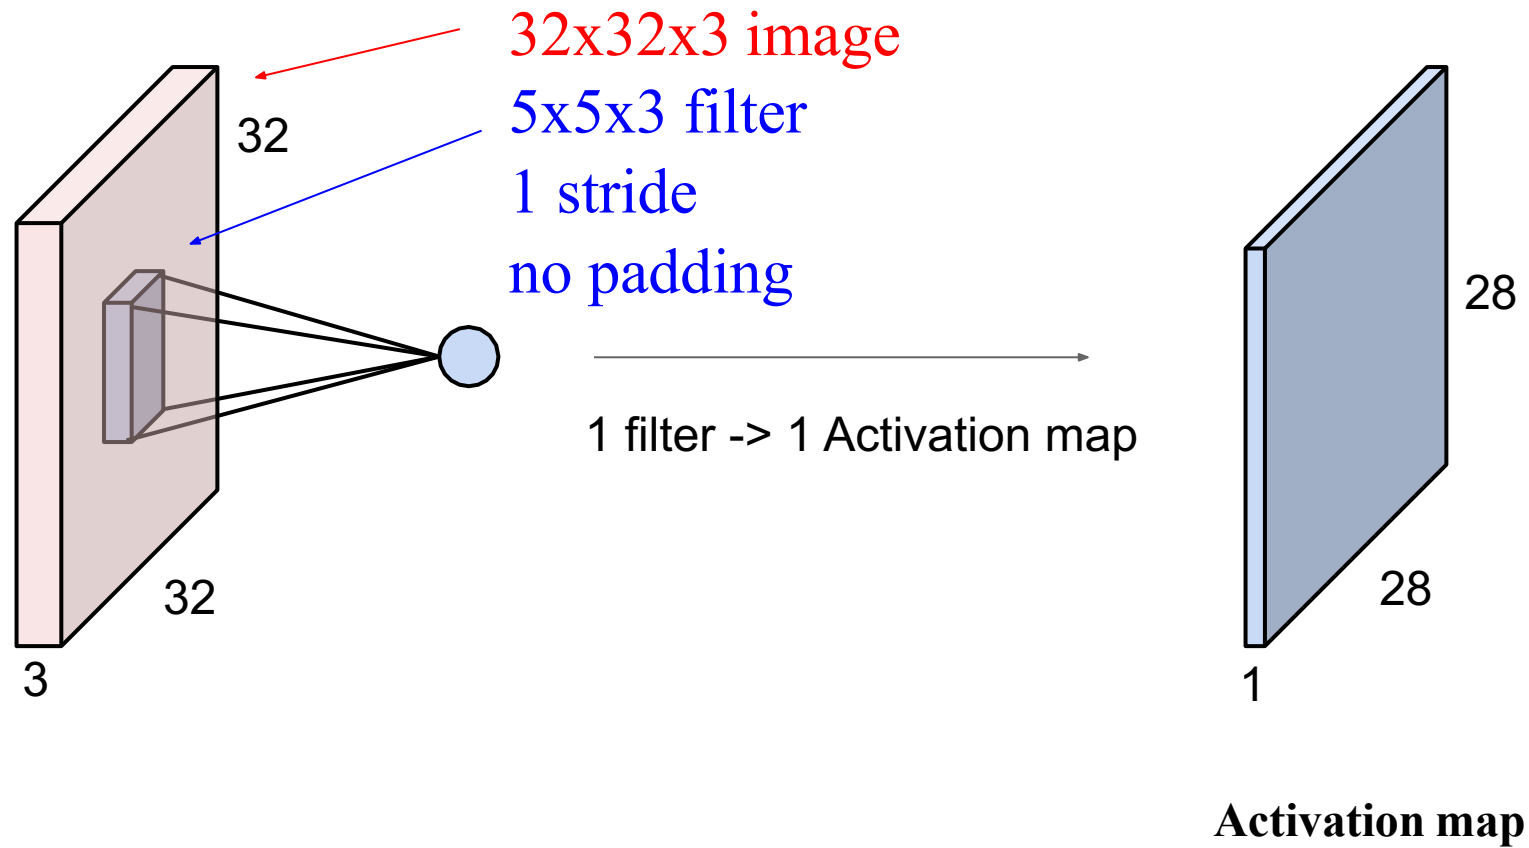 32x32x3 image
5x5x3 filter
1 stride
no padding
32
32
3
1 filter -> 1 Activation map
28
28
1
Activation map